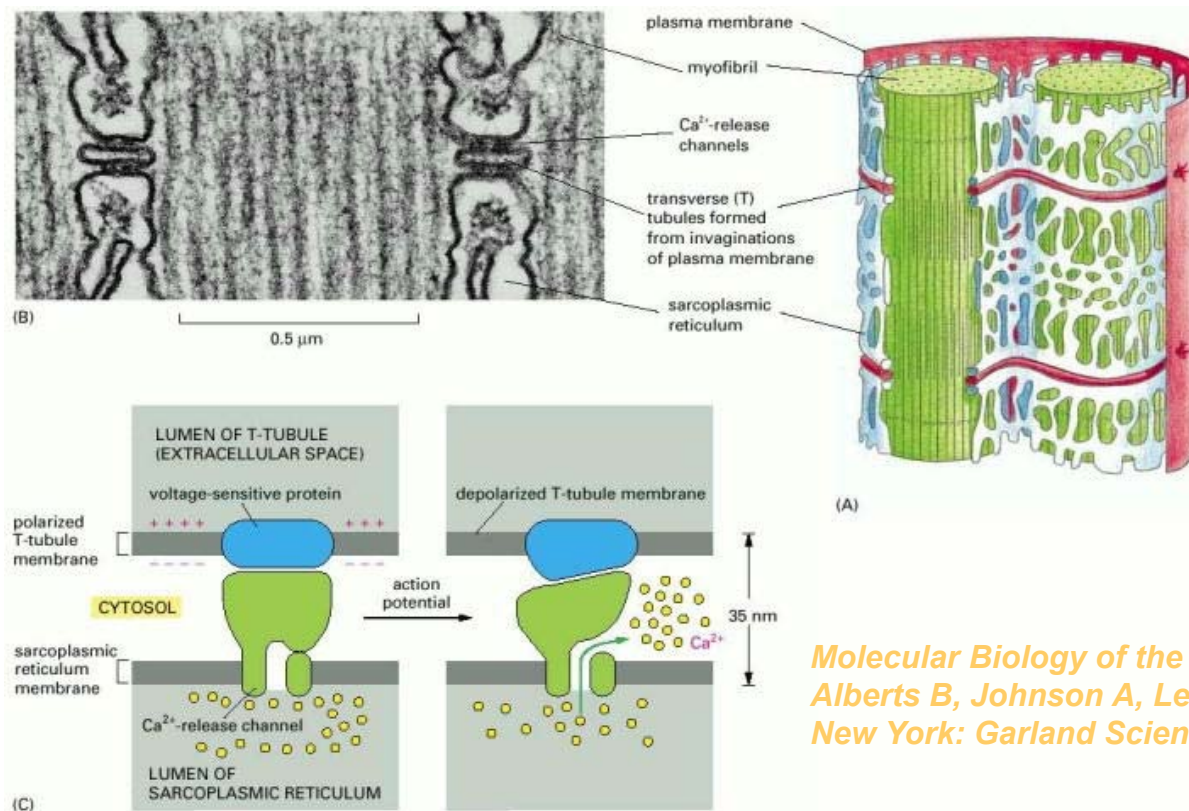 plasma membrane
myofibril
Ca²⁺-release
channels
transverse (T)
tubules formed
from invaginations
of plasma membrane
sarcoplasmic
reticulum
(B)
0.5 µm
(A)
LUMEN OF T-TUBULE
(EXTRACELLULAR SPACE)
voltage-sensitive protein
polarized
T-tubule
membrane
+ + + +
+ + + +
– – – –
– – – –
CYTOSOL
sarcoplasmic
reticulum
membrane
Ca²⁺-release channel
LUMEN OF
SARCOPLASMIC RETICULUM
action
potential
depolarized T-tubule membrane
Ca²⁺
35 nm
(C)
Molecular Biology of the
Alberts B, Johnson A, Le
New York: Garland Scien